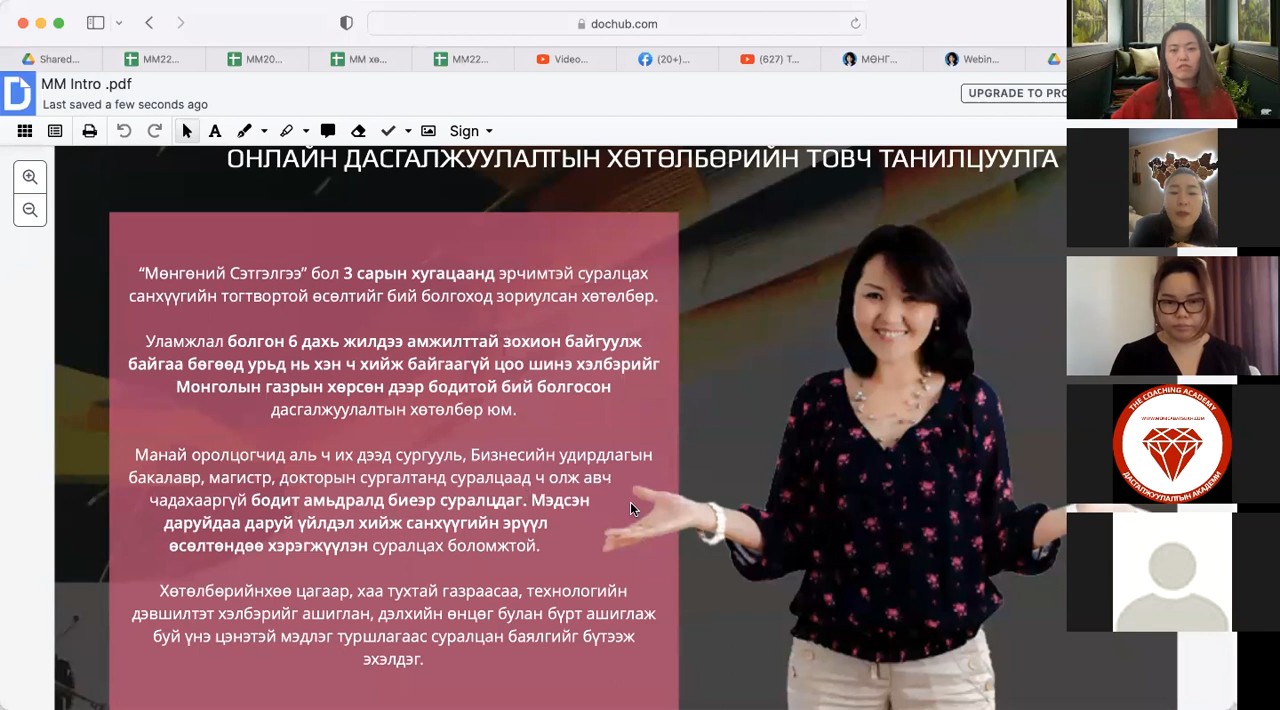 dochub.com
Shared...
MM22...
MM20...
MM хө...
MM22...
Video...
(20+)...
(627) T...
МӨНГ...
Webin...
MM Intro .pdf
Last saved a few seconds ago
UPGRADE TO PRO
A
Sign
ОНЛАЙН ДАСГАЛЖУУЛАЛТЫН ХӨТӨЛБӨРИЙН ТОВЧ ТАНИЛЦУУЛГА
“Мөнгөний Сэтгэлгээ” бол 3 сарын хугацаанд эрчимтэй суралцах
санхүүгийн тогтвортой өсөлтийг бий болгоход зориулсан хөтөлбөр.
Уламжлал болгон 6 дахь жилдээ амжилттай зохион байгуулж
байгаа бөгөөд урьд нь хэн ч хийж байгаагүй цоо шинэ хэлбэрийг
Монголын газрын хөрсөн дээр бодитой бий болгосон
дасгалжуулалтын хөтөлбөр юм.
Манай оролцогчид аль ч их дээд сургууль, Бизнесийн удирдлагын
бакалавр, магистр, докторын сургалтанд суралцаад ч олж авч
чадахааргүй бодит амьдралд биеэр суралцдаг. Мэдсэн
даруйдаа даруй үйлдэл хийж санхүүгийн эрүүл
өсөлтөндөө хэрэгжүүлэн суралцах боломжтой.
Хөтөлбөрийнхөө цагаар, хаа тухтай газраасаа, технологийн
дэвшилтэт хэлбэрийг ашиглан, дэлхийн өнцөг булан бүрт ашиглаж
буй үнэ цэнэтэй мэдлэг туршлагаас суралцан баялгийг бүтээж
эхэлдэг.
THE COACHING ACADEMY
ДАСГАЛЖУУЛАЛТЫН АКАДЕМИ